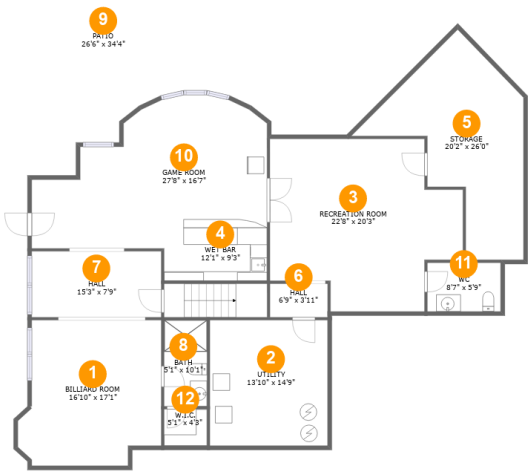 9
PATIO
26'6" x 34'4"
5
STORAGE
20'2" x 26'0"
10
GAME ROOM
27'8" x 16'7"
3
RECREATION ROOM
22'8" x 20'3"
4
WET BAR
12'1" x 9'3"
7
HALL
15'3" x 7'9"
6
HALL
6'9" x 3'11"
11
WC
8'7" x 5'9"
8
BATH
5'1" x 10'1"
2
UTILITY
13'10" x 14'9"
1
BILLIARD ROOM
16'10" x 17'1"
12
W.I.C.
5'1" x 4'3"